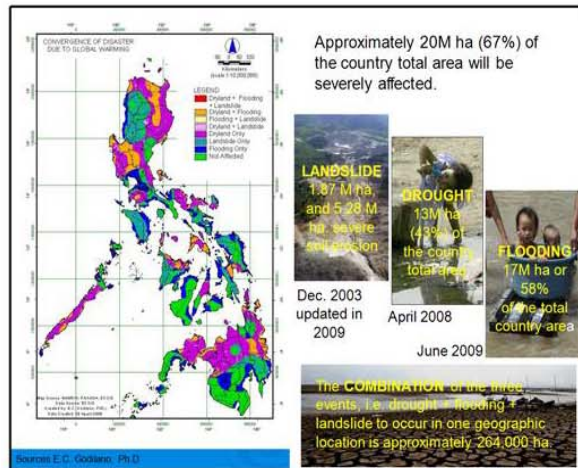 CONVERGENCE OF DISASTER
DUE TO GLOBAL WARMING
N
Kilometers
LEGEND
Dryland + Flooding
+ Landslide
Dryland + Flooding
Flooding + Landslide
Dryland + Landslide
Dryland Only
Landslide Only
Flooding Only
Not Affected
Sources E.C. Godilano, Ph.D
Approximately 20M ha (67%) of
the country total area will be
severely affected.
LANDSLIDE
1.87 M ha,
and 5.28 M
ha, severe
soil erosion
Dec. 2003
updated in
2009
DROUGHT
13M ha
(43%) of
the country
total area
April 2008
FLOODING
17M ha or
58%
of the total
country area
June 2009
The COMBINATION of the three
events, i.e. drought + flooding +
landslide to occur in one geographic
location is approximately 264,000 ha.